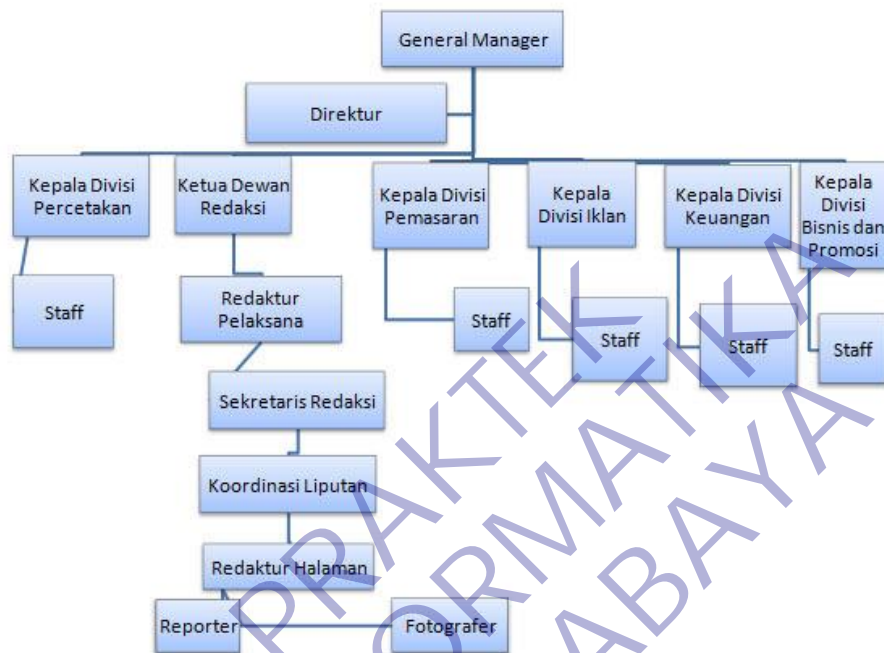 General Manager
Direktur
Kepala Divisi
Percetakan
Ketua Dewan
Redaksi
Kepala Divisi
Pemasaran
Kepala
Divisi Iklan
Kepala Divisi
Keuangan
Kepala
Divisi
Bisnis dan
Promosi
Staff
Redaktur
Pelaksana
Staff
Staff
Staff
Staff
Sekretaris Redaksi
Koordinasi Liputan
Redaktur Halaman
Reporter
Fotografer
PRAKTEK
ORMATIKA
ABAYA